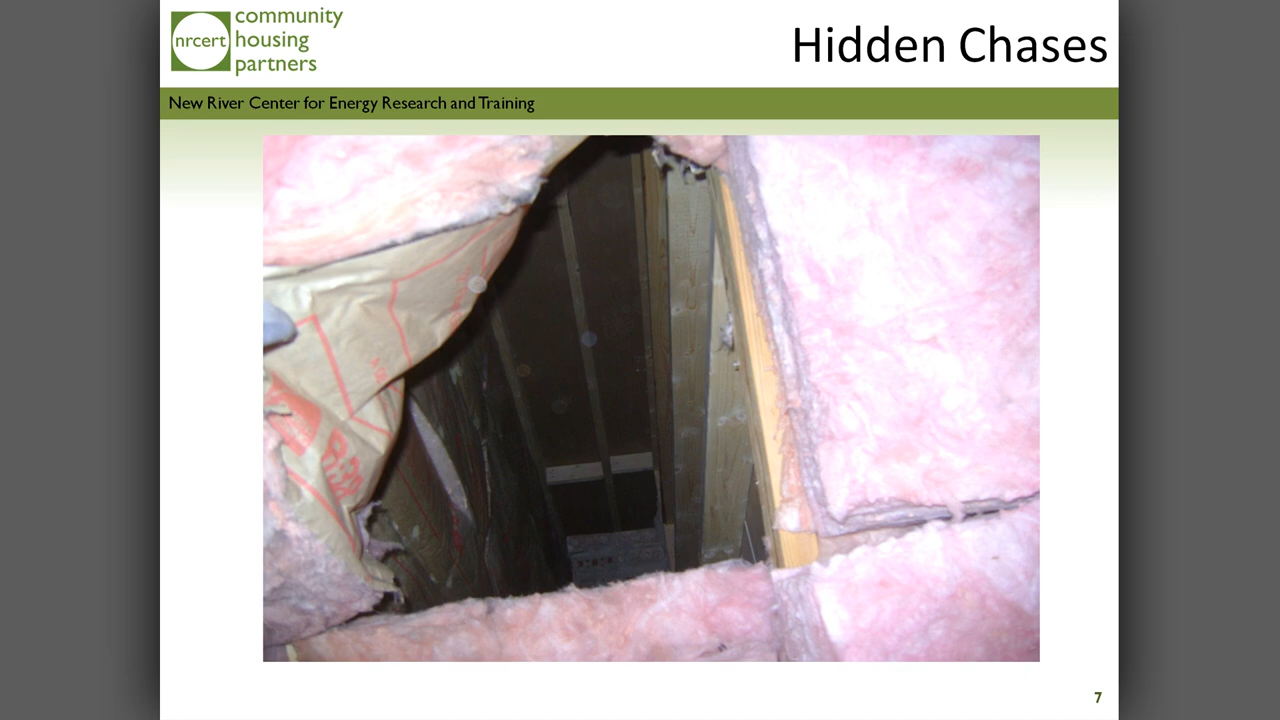 nrcert
community
housing
partners
Hidden Chases
New River Center for Energy Research and Training
7